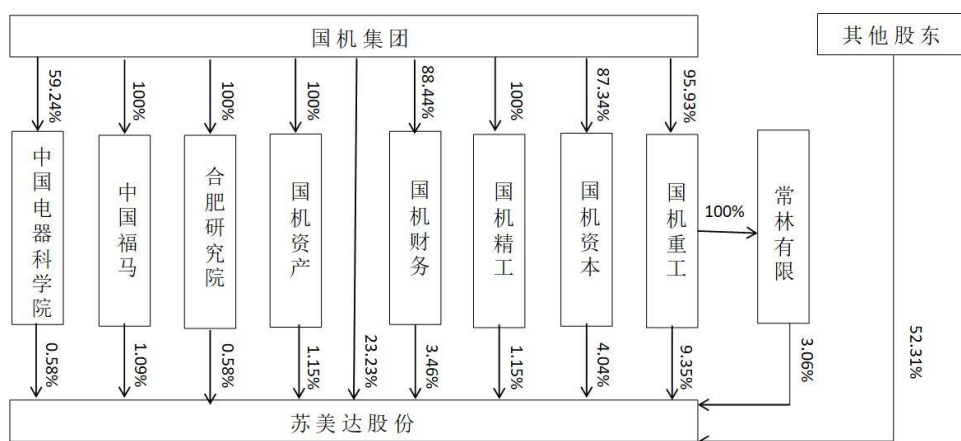 国机集团
其他股东
59.24%
100%
100%
100%
88.44%
100%
87.34%
95.93%
中国电器科学院
中国福马
合肥研究院
国机资产
国机财务
国机精工
国机资本
国机重工
100%
常林有限
0.58%
1.09%
0.58%
1.15%
23.23%
3.46%
1.15%
4.04%
9.35%
3.06%
52.31%
苏美达股份